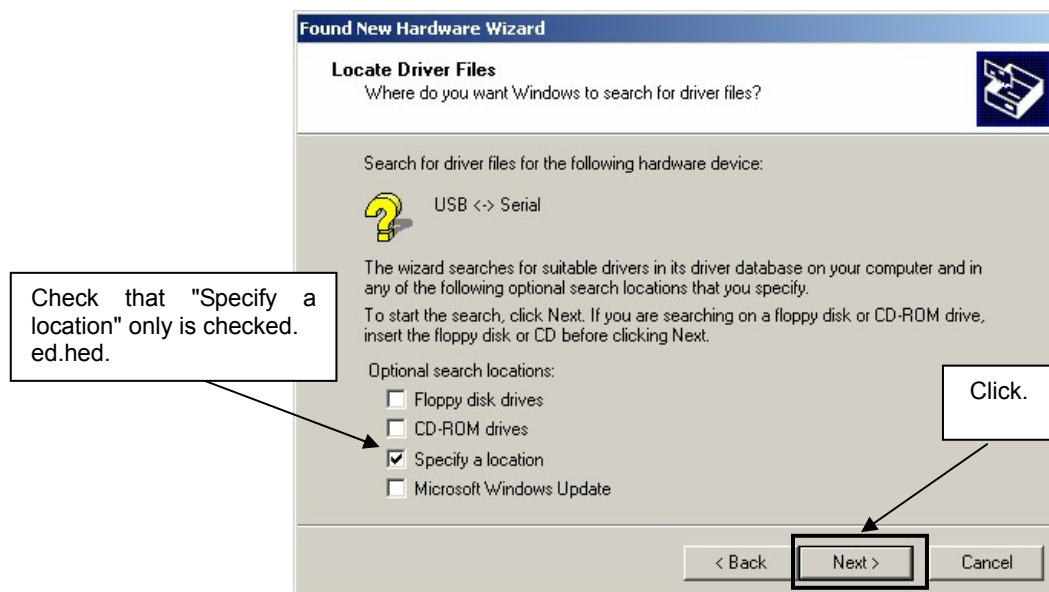 Found New Hardware Wizard
Locate Driver Files
Where do you want Windows to search for driver files?
Search for driver files for the following hardware device:
USB <-> Serial
The wizard searches for suitable drivers in its driver database on your computer and in
any of the following optional search locations that you specify.
To start the search, click Next. If you are searching on a floppy disk or CD-ROM drive,
insert the floppy disk or CD before clicking Next.
Check that "Specify a
location" only is checked.
ed.hed.
Optional search locations:
Floppy disk drives
CD-ROM drives
Specify a location
Microsoft Windows Update
Click.
< Back
Next >
Cancel